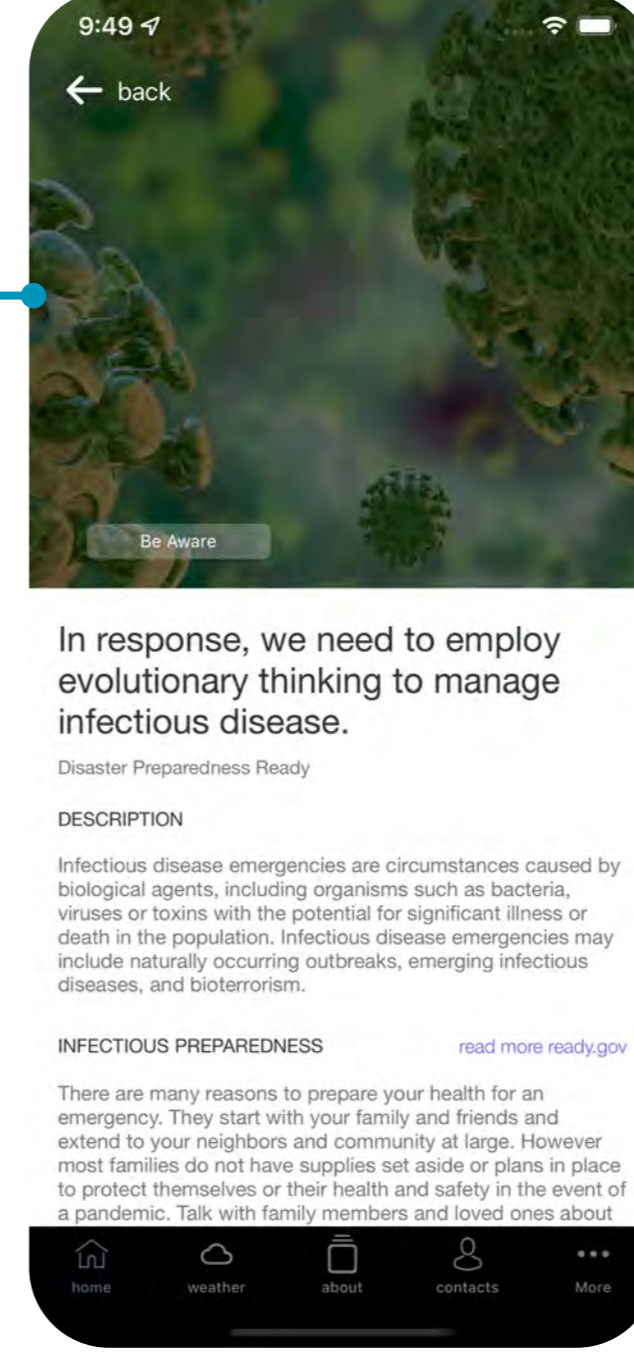 9:49
back
Be Aware
In response, we need to employ
evolutionary thinking to manage
infectious disease.
Disaster Preparedness Ready
DESCRIPTION
Infectious disease emergencies are circumstances caused by
biological agents, including organisms such as bacteria,
viruses or toxins with the potential for significant illness or
death in the population. Infectious disease emergencies may
include naturally occurring outbreaks, emerging infectious
diseases, and bioterrorism.
INFECTIOUS PREPAREDNESS read more ready.gov
There are many reasons to prepare your health for an
emergency. They start with your family and friends and
extend to your neighbors and community at large. However
most families do not have supplies set aside or plans in place
to protect themselves or their health and safety in the event of
a pandemic. Talk with family members and loved ones about
home weather about contacts More